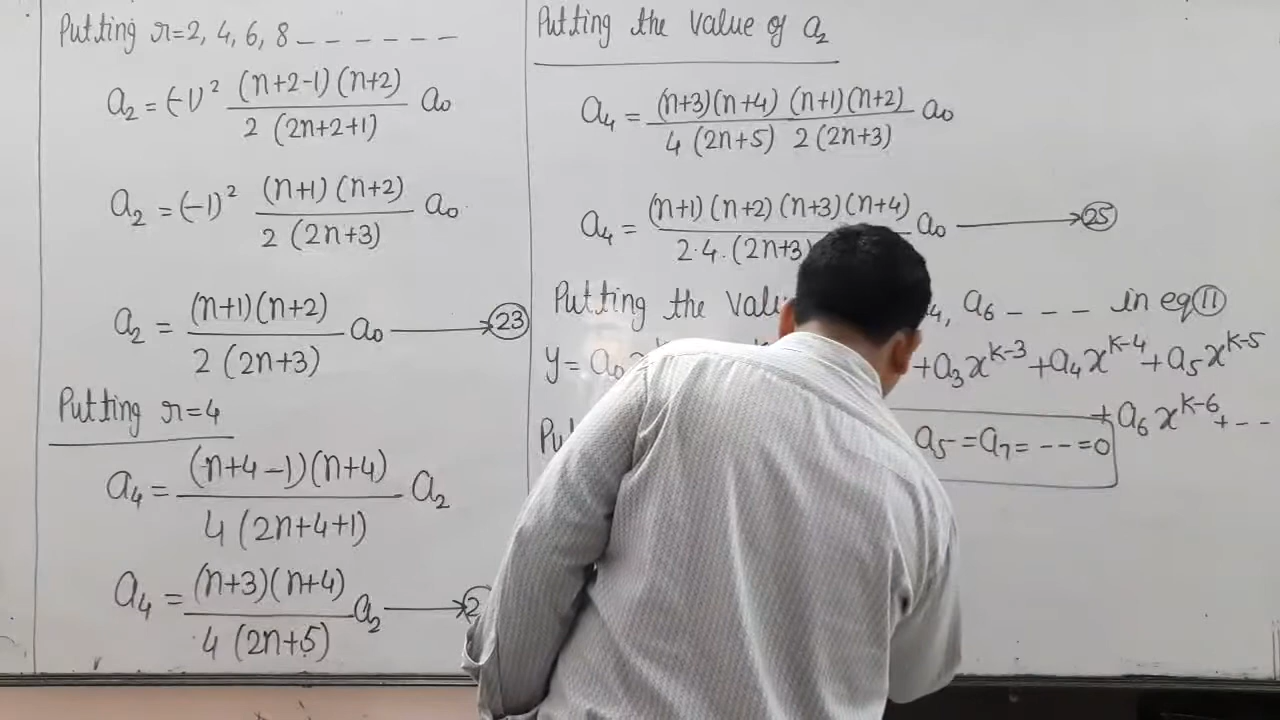 Putting r=2, 4, 6, 8 - - - - - -
a₂ = (-1)² (n+2-1)(n+2) / 2(2n+2+1) a₀
a₂ = (-1)² (n+1)(n+2) / 2(2n+3) a₀
a₂ = (n+1)(n+2) / 2(2n+3) a₀ → 23
Putting r=4
a₄ = (n+4-1)(n+4) / 4(2n+4+1) a₂
a₄ = (n+3)(n+4) / 4(2n+5) a₂ →
Putting the value of a₂
a₄ = (n+3)(n+4)(n+1)(n+2) / 4(2n+5) 2(2n+3) a₀
a₄ = (n+1)(n+2)(n+3)(n+4) / 2·4·(2n+3) a₀ → 25
Putting the a₆ - - - in eq 11
y = a₀ +a₃x^(k-3) +a₄x^(k-4) +a₅x^(k-5)
+a₆x^(k-6)+ - -
a₅=a₇= - - - =0